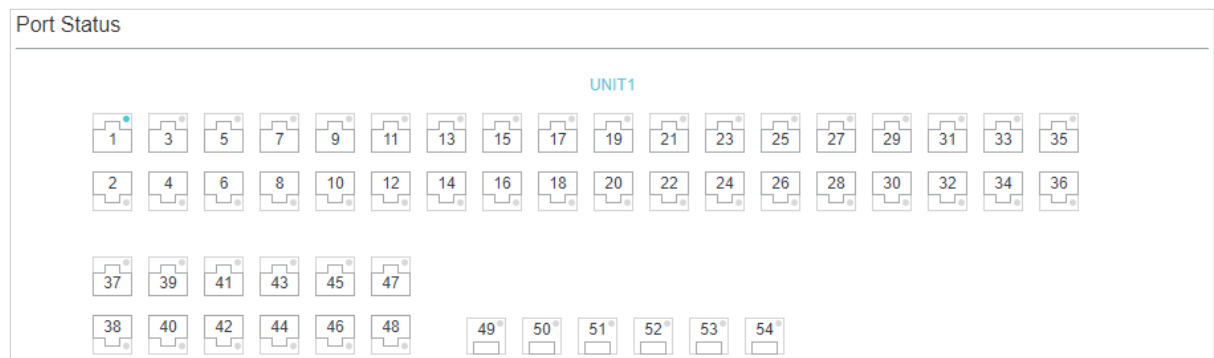 Port Status
UNIT1
1 3 5 7 9 11 13 15 17 19 21 23 25 27 29 31 33 35
2 4 6 8 10 12 14 16 18 20 22 24 26 28 30 32 34 36
37 39 41 43 45 47
38 40 42 44 46 48 49 50 51 52 53 54